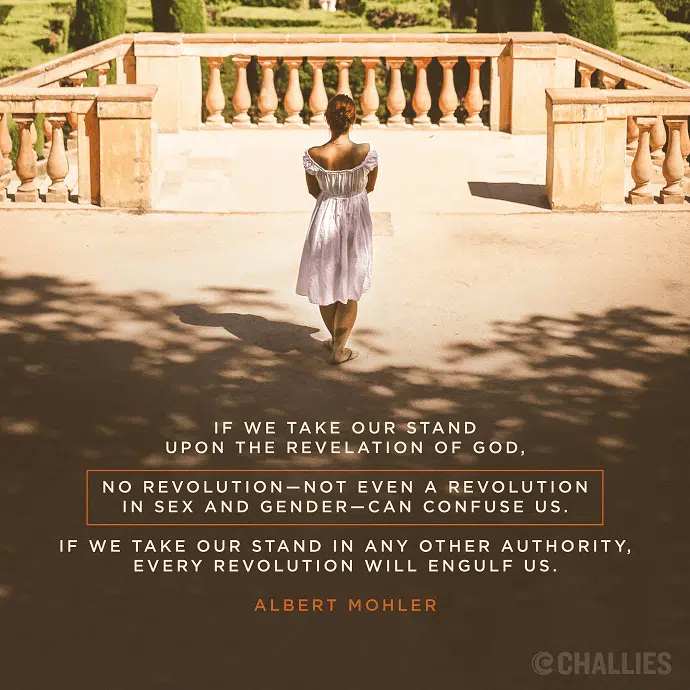 IF WE TAKE OUR STAND
UPON THE REVELATION OF GOD,
NO REVOLUTION—NOT EVEN A REVOLUTION
IN SEX AND GENDER—CAN CONFUSE US.
IF WE TAKE OUR STAND IN ANY OTHER AUTHORITY,
EVERY REVOLUTION WILL ENGULF US.
ALBERT MOHLER
@CHALLIES